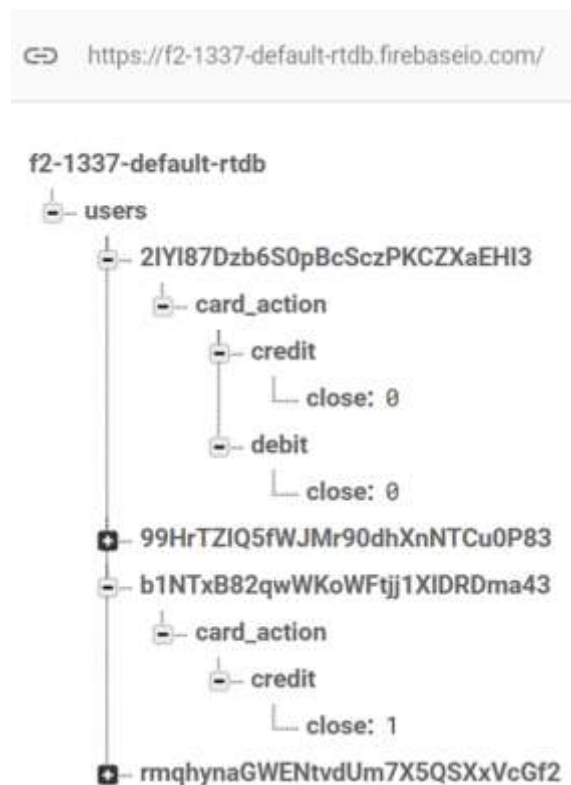 https://f2-1337-default-rtdb.firebaseio.com/
f2-1337-default-rtdb
users
2IYI87Dzb6S0pBcSczPKCZXaEHI3
card_action
credit
close: 0
debit
close: 0
99HrTZIQ5fWJMr90dhXnNTCu0P83
b1NTxB82qwWKoWFtjj1XIDRDma43
card_action
credit
close: 1
rmqhynaGWENtvdUm7X5QSXxVcGf2